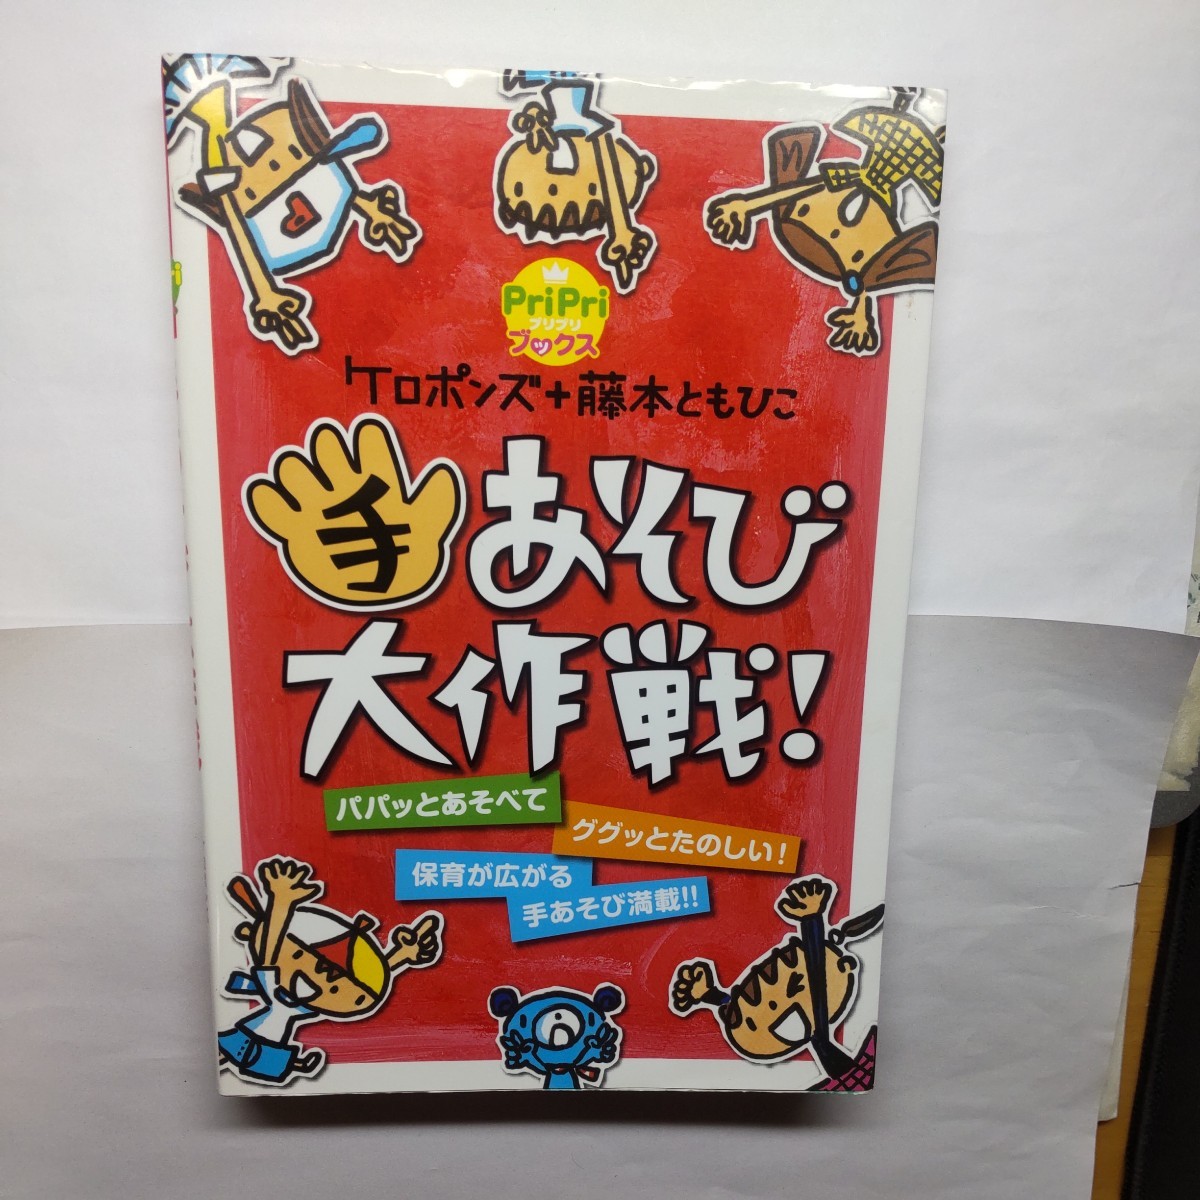 PriPri
プリプリ
ブックス
ケロポンズ+藤本ともひこ
手あそび
大作戦!
パパッとあそべて
ググッとたのしい!
保育が広がる
手あそび満載!!